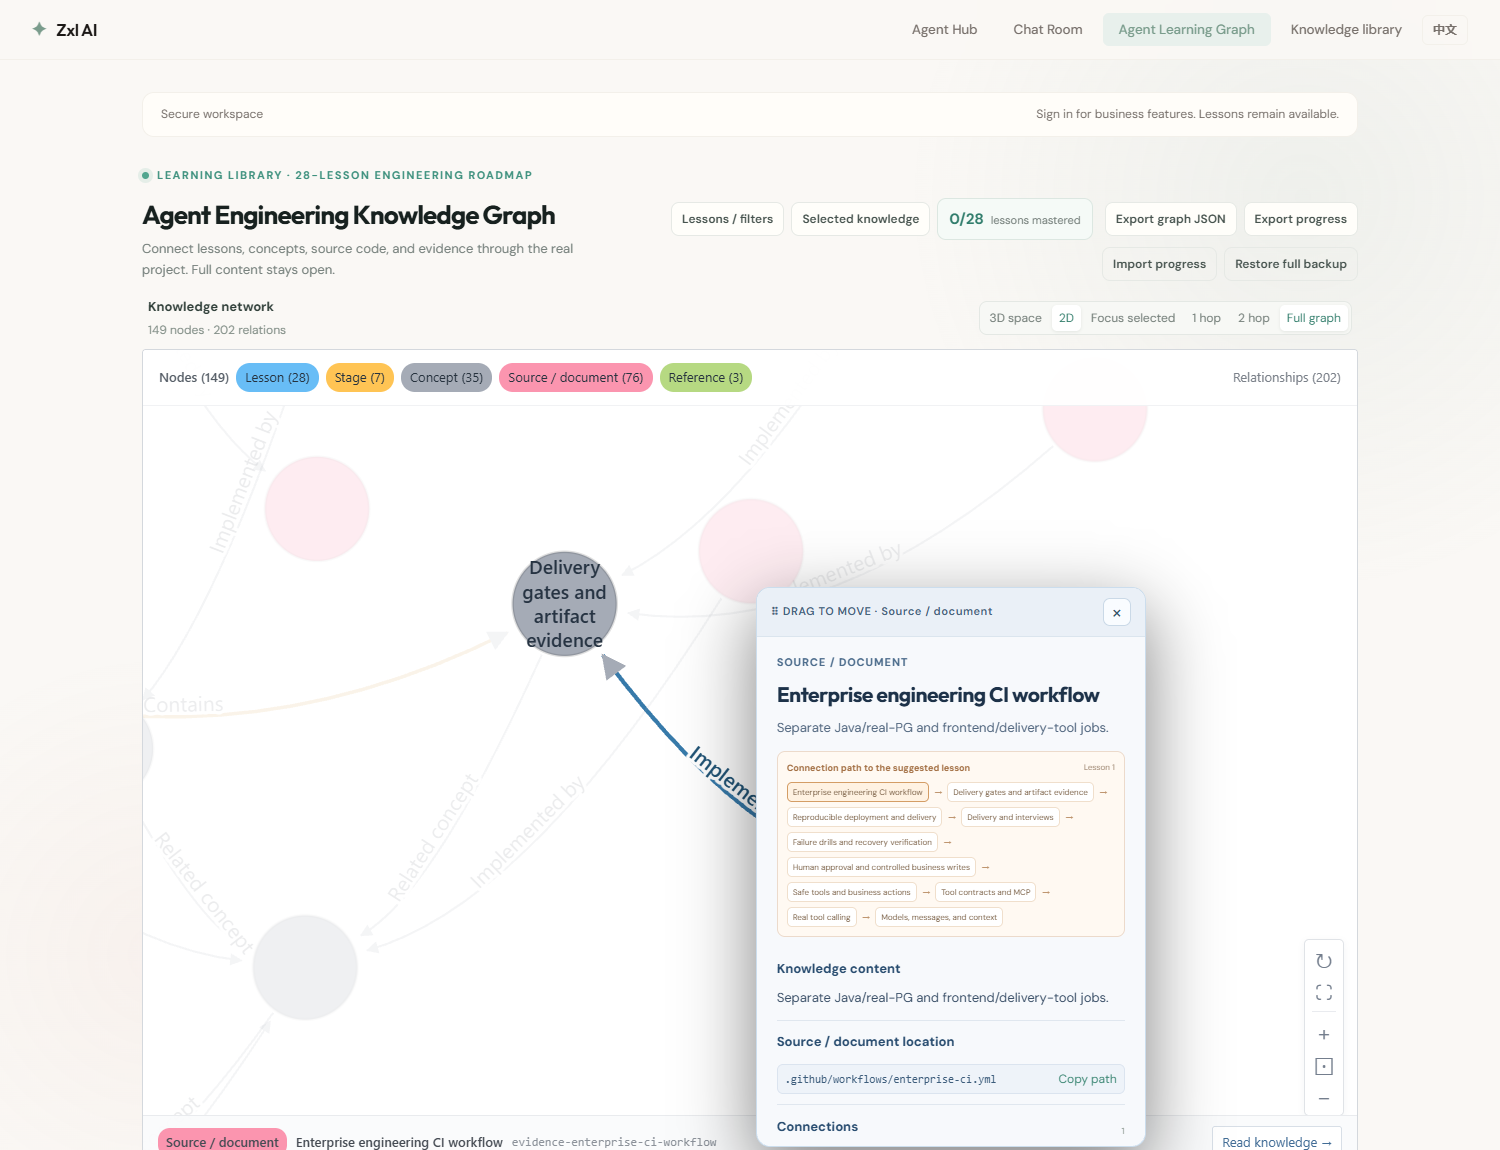 Zxl AI
Agent Hub
Chat Room
Agent Learning Graph
Knowledge library
中文
Secure workspace
Sign in for business features. Lessons remain available.
LEARNING LIBRARY · 28-LESSON ENGINEERING ROADMAP
Agent Engineering Knowledge Graph
Connect lessons, concepts, source code, and evidence through the real
project. Full content stays open.
Lessons / filters
Selected knowledge
0/28 lessons mastered
Export graph JSON
Export progress
Import progress
Restore full backup
Knowledge network
149 nodes · 202 relations
3D space
2D
Focus selected
1 hop
2 hop
Full graph
Nodes (149)
Lesson (28)
Stage (7)
Concept (35)
Source / document (76)
Reference (3)
Relationships (202)
Implemented by
Implem
emented by
Delivery
gates and
artifact
evidence
Contains
Impleme
Related concept
Implemented by
Related concept
ept
DRAG TO MOVE · Source / document
×
SOURCE / DOCUMENT
Enterprise engineering CI workflow
Separate Java/real-PG and frontend/delivery-tool jobs.
Connection path to the suggested lesson
Lesson 1
Enterprise engineering CI workflow → Delivery gates and artifact evidence →
Reproducible deployment and delivery → Delivery and interviews →
Failure drills and recovery verification →
Human approval and controlled business writes →
Safe tools and business actions → Tool contracts and MCP →
Real tool calling → Models, messages, and context
Knowledge content
Separate Java/real-PG and frontend/delivery-tool jobs.
Source / document location
.github/workflows/enterprise-ci.yml
Copy path
Connections
1
Source / document
Enterprise engineering CI workflow
evidence-enterprise-ci-workflow
Read knowledge →